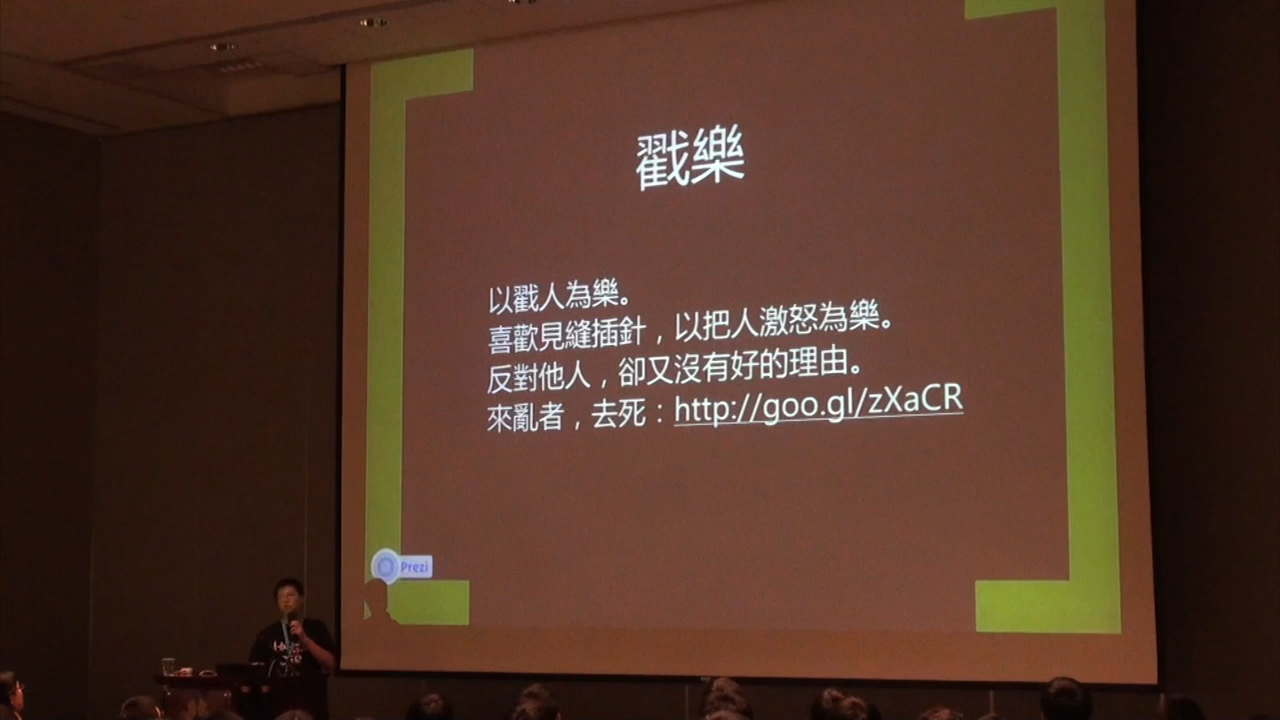 戳樂
以戳人為樂。
喜歡見縫插針，以把人激怒為樂。
反對他人，卻又沒有好的理由。
來亂者，去死：http://goo.gl/zXaCR
Prezi